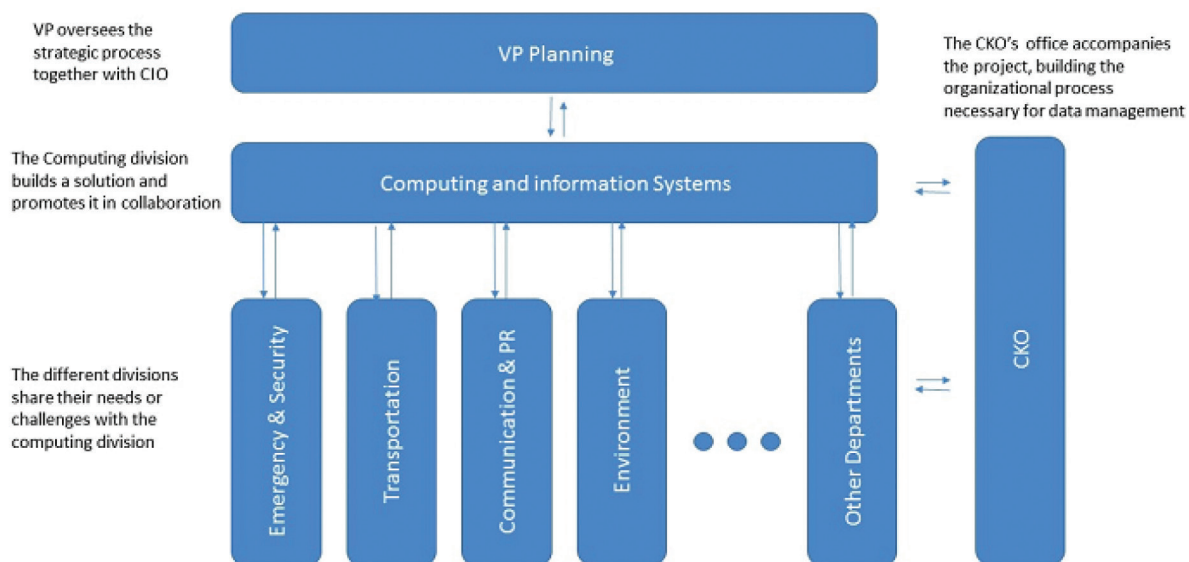 VP oversees the
strategic process
together with CIO
VP Planning
The CKO's office accompanies
the project, building the
organizational process
necessary for data management
The Computing division
builds a solution and
promotes it in collaboration
Computing and information Systems
The different divisions
share their needs or
challenges with the
computing division
Emergency & Security
Transportation
Communication & PR
Environment
Other Departments
CKO